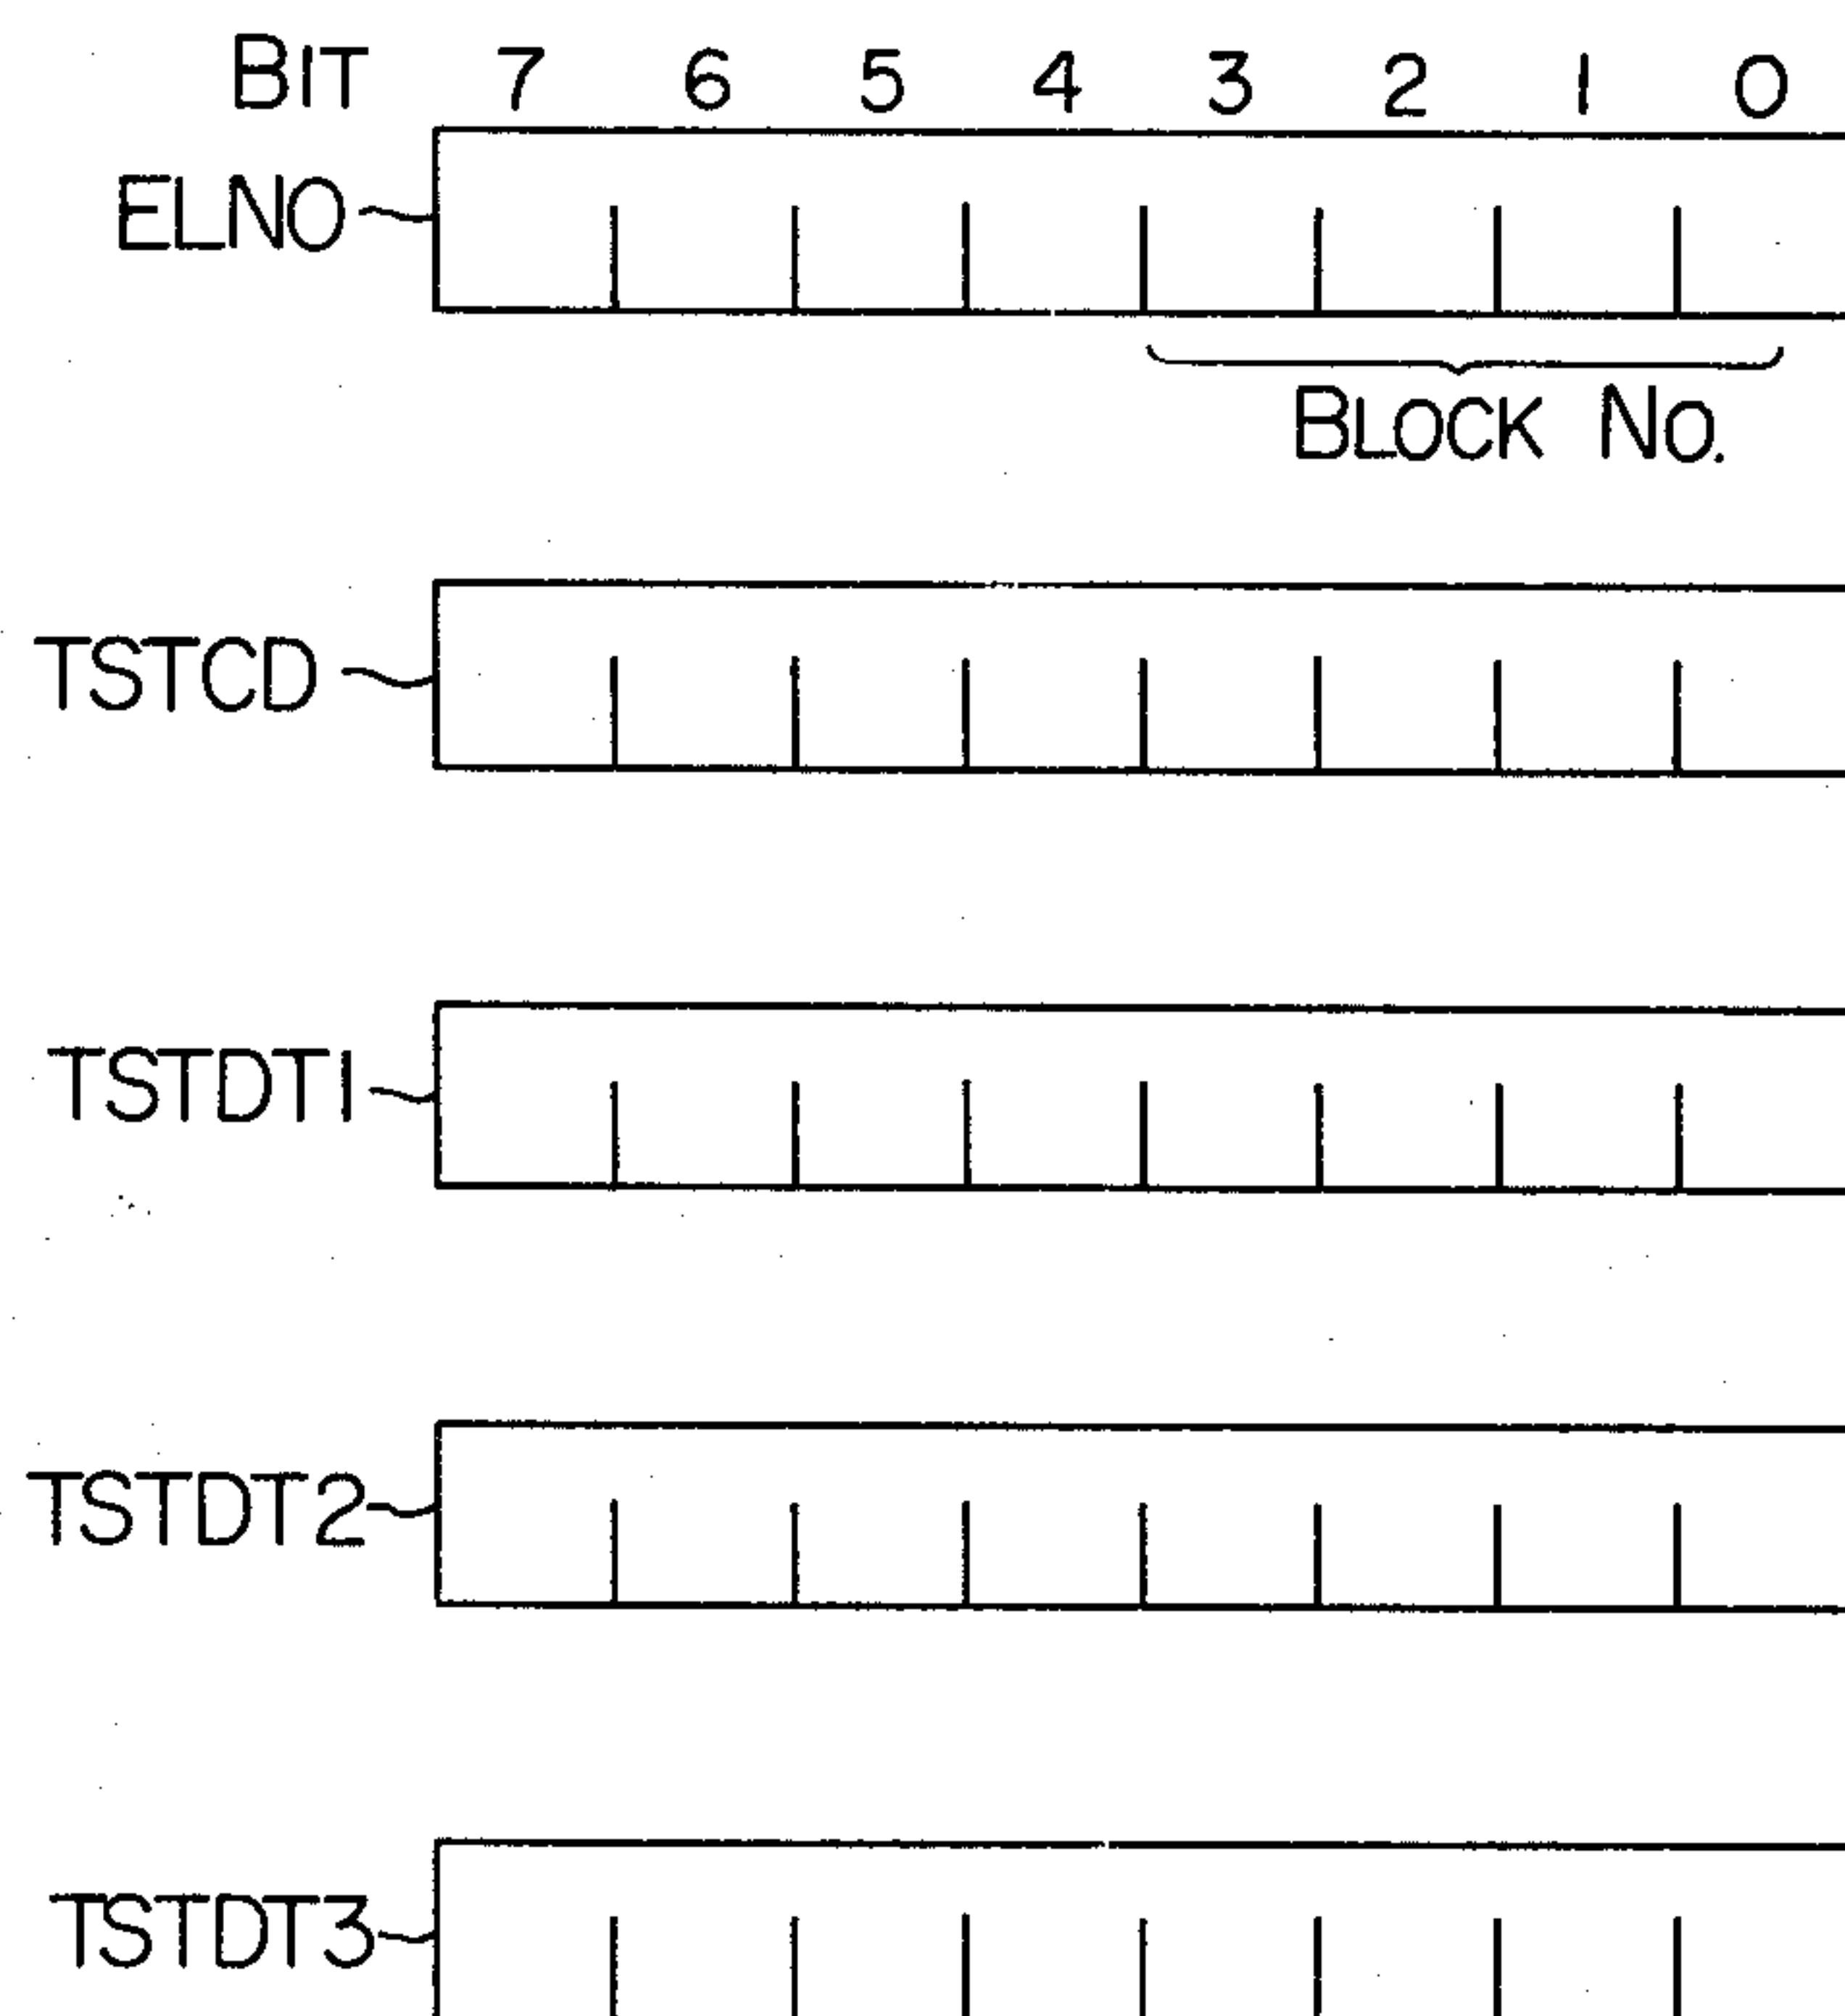 BIT 7 6 5 4 3 2 1 0
ELNO
BLOCK NO.
TSTCD
TSTDT1
TSTDT2
TSTDT3